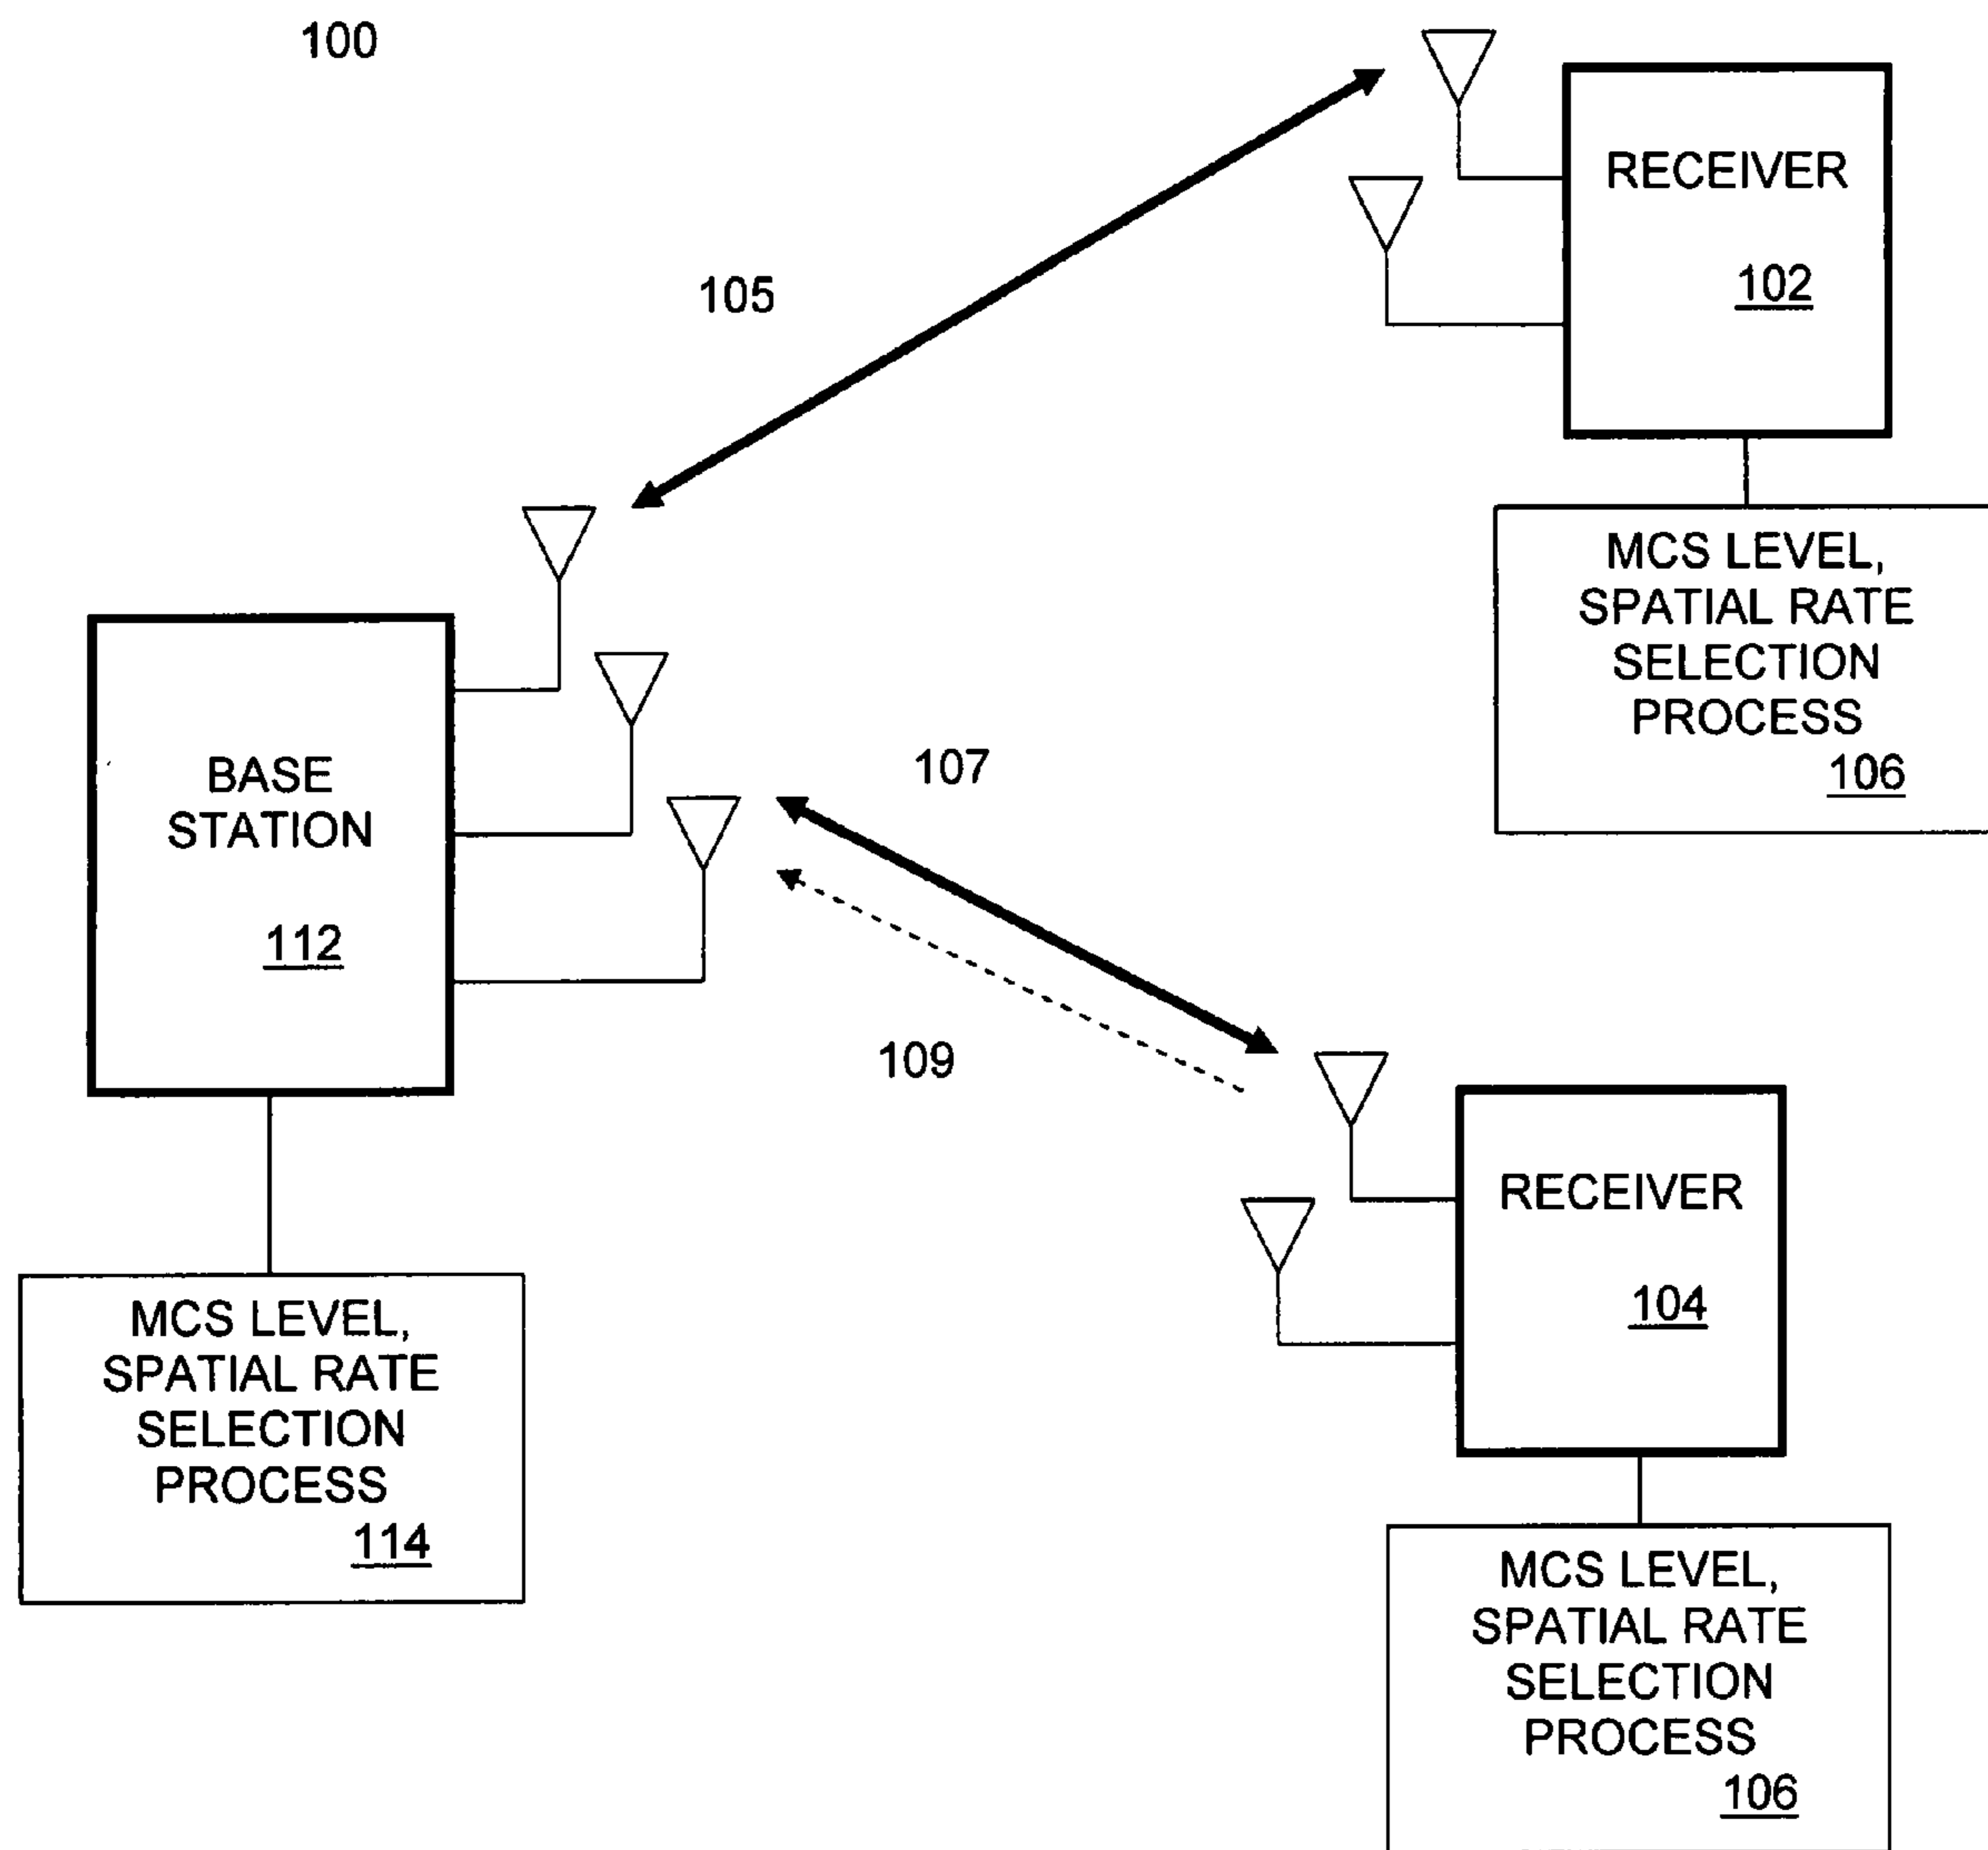 100
RECEIVER
102
105
MCS LEVEL,
SPATIAL RATE
SELECTION
PROCESS
106
BASE
STATION
112
107
109
RECEIVER
104
MCS LEVEL,
SPATIAL RATE
SELECTION
PROCESS
114
MCS LEVEL,
SPATIAL RATE
SELECTION
PROCESS
106